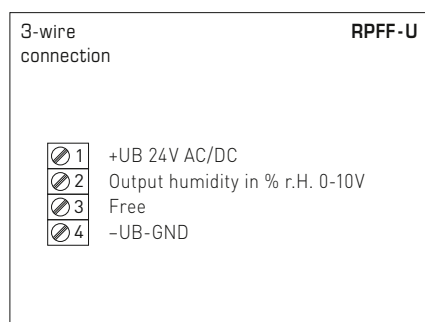 3-wire RPFF-U
connection
1 +UB 24V AC/DC
2 Output humidity in % r.H. 0-10V
3 Free
4 –UB-GND